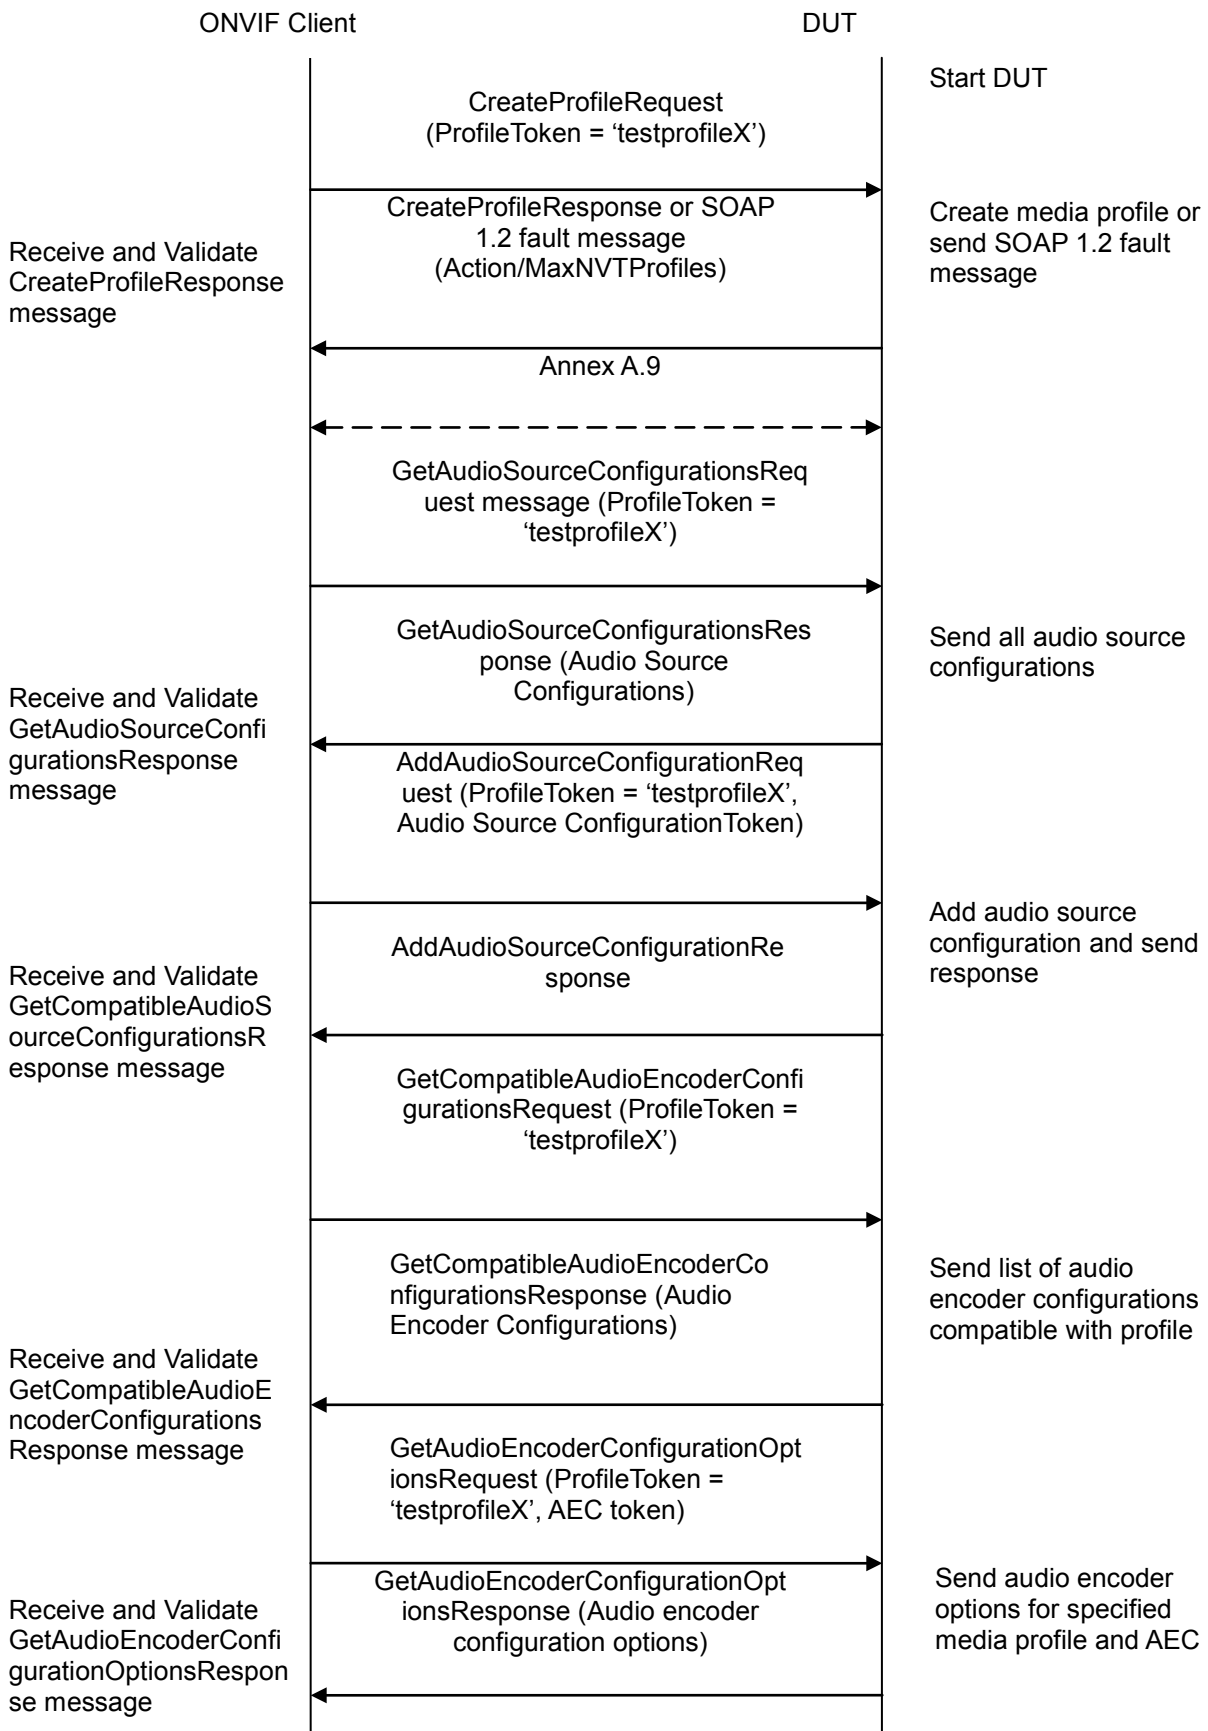 ONVIF Client
DUT
Start DUT
CreateProfileRequest
(ProfileToken = ‘testprofileX’)
CreateProfileResponse or SOAP
1.2 fault message
(Action/MaxNVTProfiles)
Create media profile or
send SOAP 1.2 fault
message
Receive and Validate
CreateProfileResponse
message
Annex A.9
GetAudioSourceConfigurationsReq
uest message (ProfileToken =
‘testprofileX’)
GetAudioSourceConfigurationsRes
ponse (Audio Source
Configurations)
Send all audio source
configurations
Receive and Validate
GetAudioSourceConfi
gurationsResponse
message
AddAudioSourceConfigurationReq
uest (ProfileToken = ‘testprofileX’,
Audio Source ConfigurationToken)
Add audio source
configuration and send
response
AddAudioSourceConfigurationRe
sponse
Receive and Validate
GetCompatibleAudioS
ourceConfigurationsR
esponse message
GetCompatibleAudioEncoderConfi
gurationsRequest (ProfileToken =
‘testprofileX’)
GetCompatibleAudioEncoderCo
nfigurationsResponse (Audio
Encoder Configurations)
Send list of audio
encoder configurations
compatible with profile
Receive and Validate
GetCompatibleAudioE
ncoderConfigurations
Response message
GetAudioEncoderConfigurationOpt
ionsRequest (ProfileToken =
‘testprofileX’, AEC token)
GetAudioEncoderConfigurationOpt
ionsResponse (Audio encoder
configuration options)
Send audio encoder
options for specified
media profile and AEC
Receive and Validate
GetAudioEncoderConfi
gurationOptionsRespon
se message